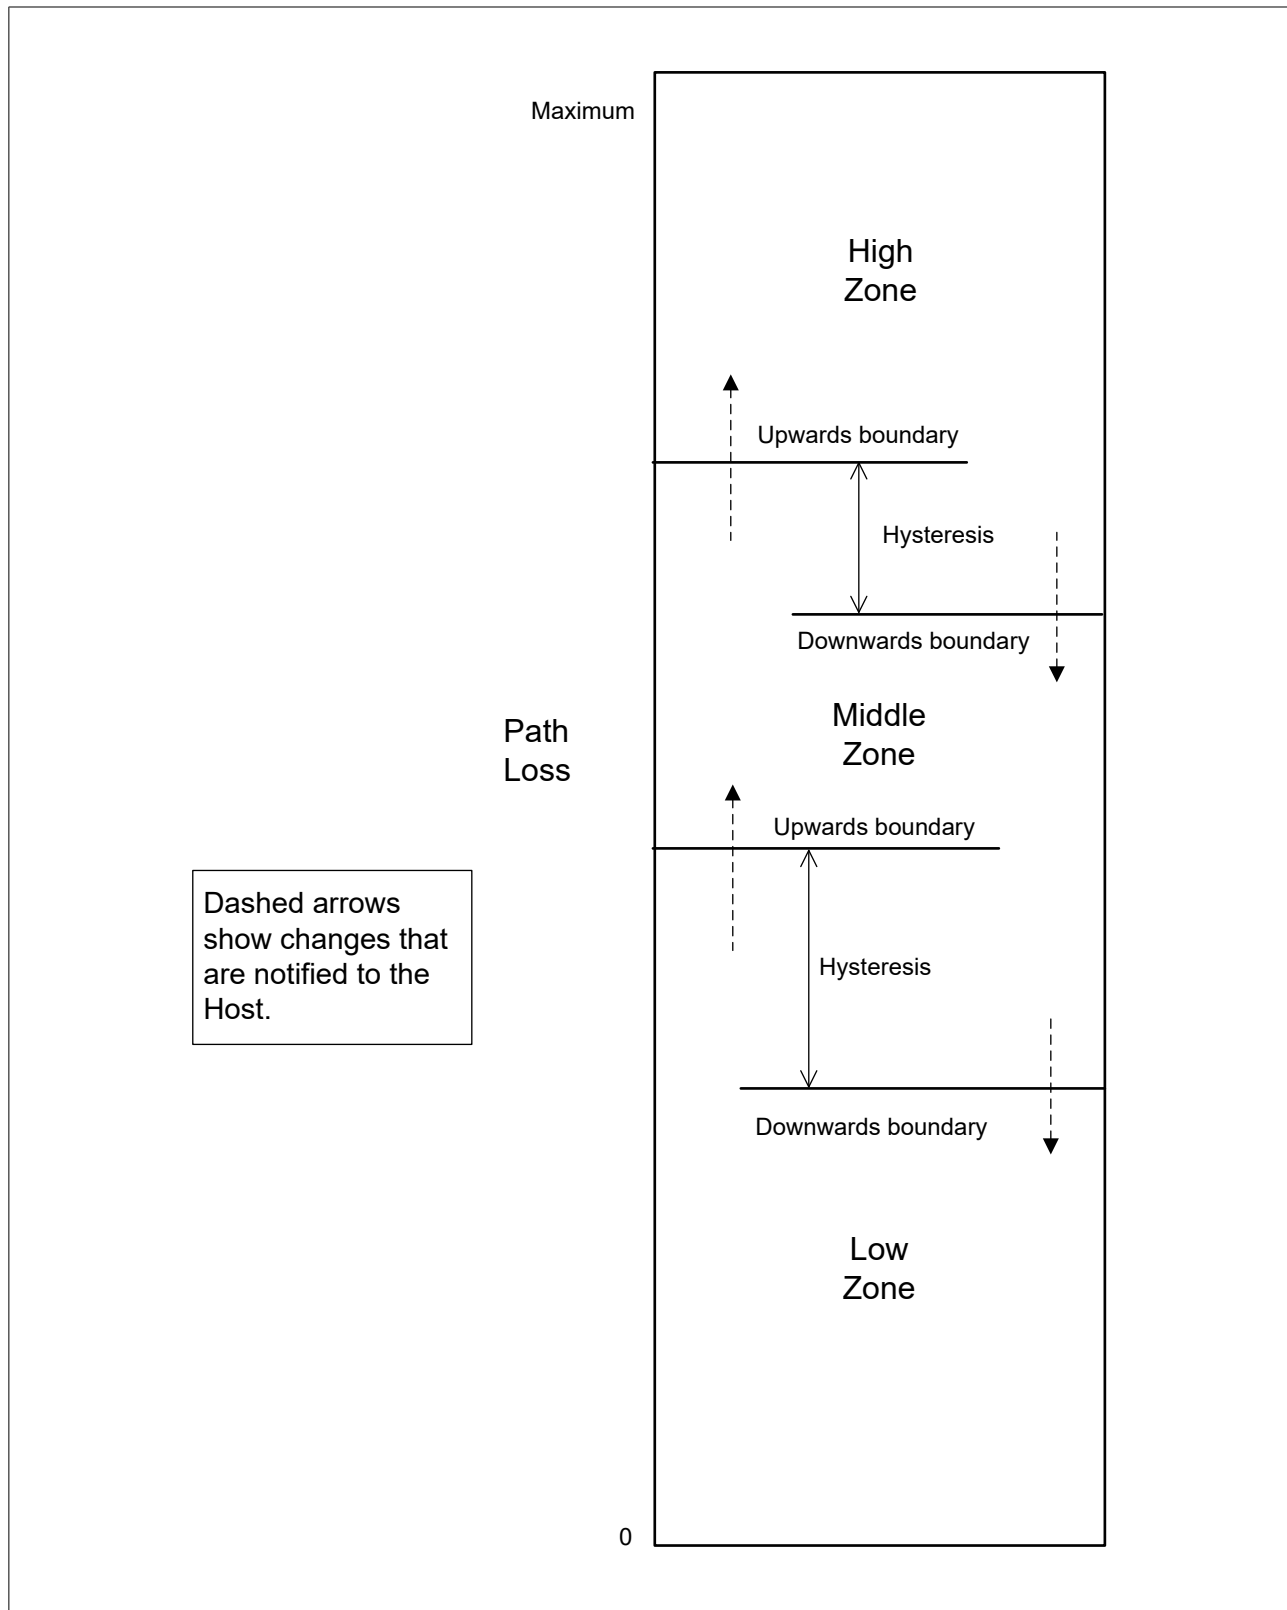 Maximum
High
Zone
Upwards boundary
Hysteresis
Downwards boundary
Middle
Zone
Path
Loss
Upwards boundary
Dashed arrows
show changes that
are notified to the
Host.
Hysteresis
Downwards boundary
Low
Zone
0